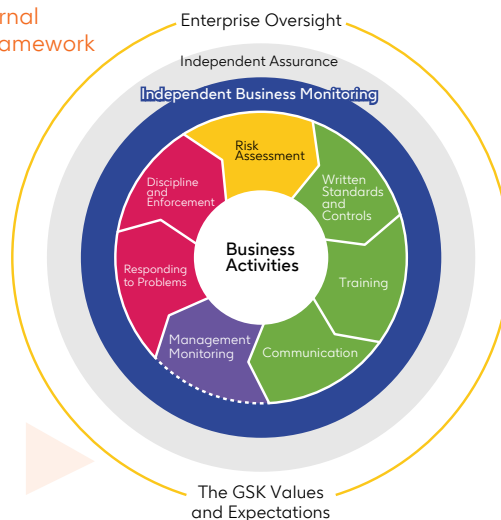 rnal
amework
Enterprise Oversight
Independent Assurance
Independent Business Monitoring
Risk
Assessment
Written
Standards
and
Controls
Training
Communication
Management
Monitoring
Responding
to Problems
Discipline
and
Enforcement
Business
Activities
The GSK Values
and Expectations